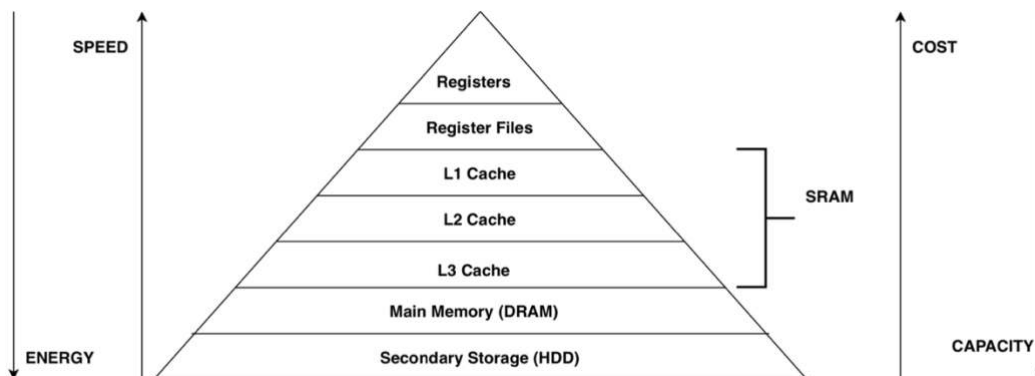 SPEED
COST
Registers
Register Files
L1 Cache
SRAM
L2 Cache
L3 Cache
Main Memory (DRAM)
CAPACITY
ENERGY
Secondary Storage (HDD)